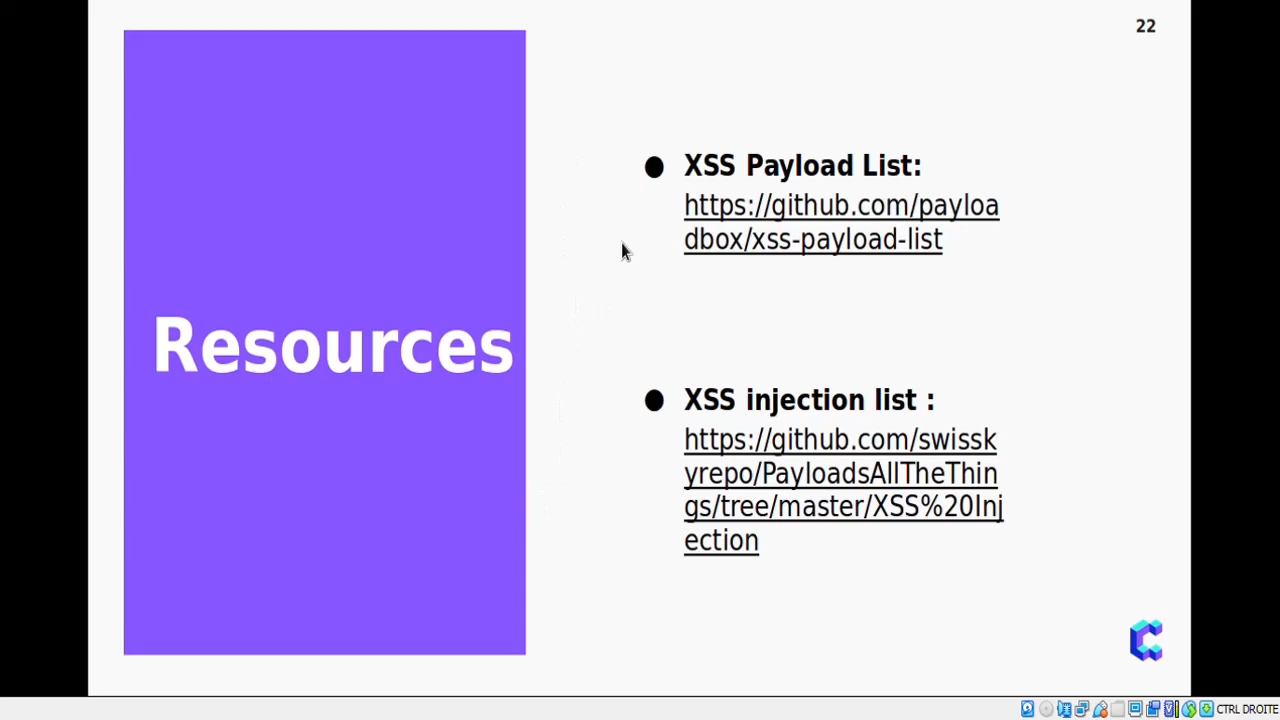 22
Resources
XSS Payload List:
https://github.com/payloa
dbox/xss-payload-list
XSS injection list :
https://github.com/swissk
yrepo/PayloadsAllTheThin
gs/tree/master/XSS%20Inj
ection
CTRL DROITE